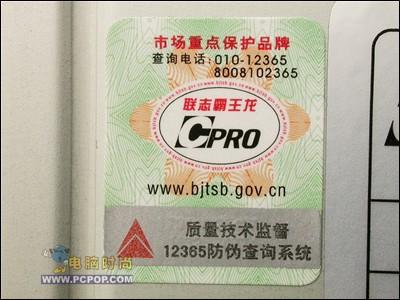 市场重点保护品牌
查询电话:010-12365
8008102365
联志霸王龙
CPRO
www.bjtsb.gov.cn
质量技术监督
12365防伪查询系统
电脑时尚
WWW.PCPOP.COM